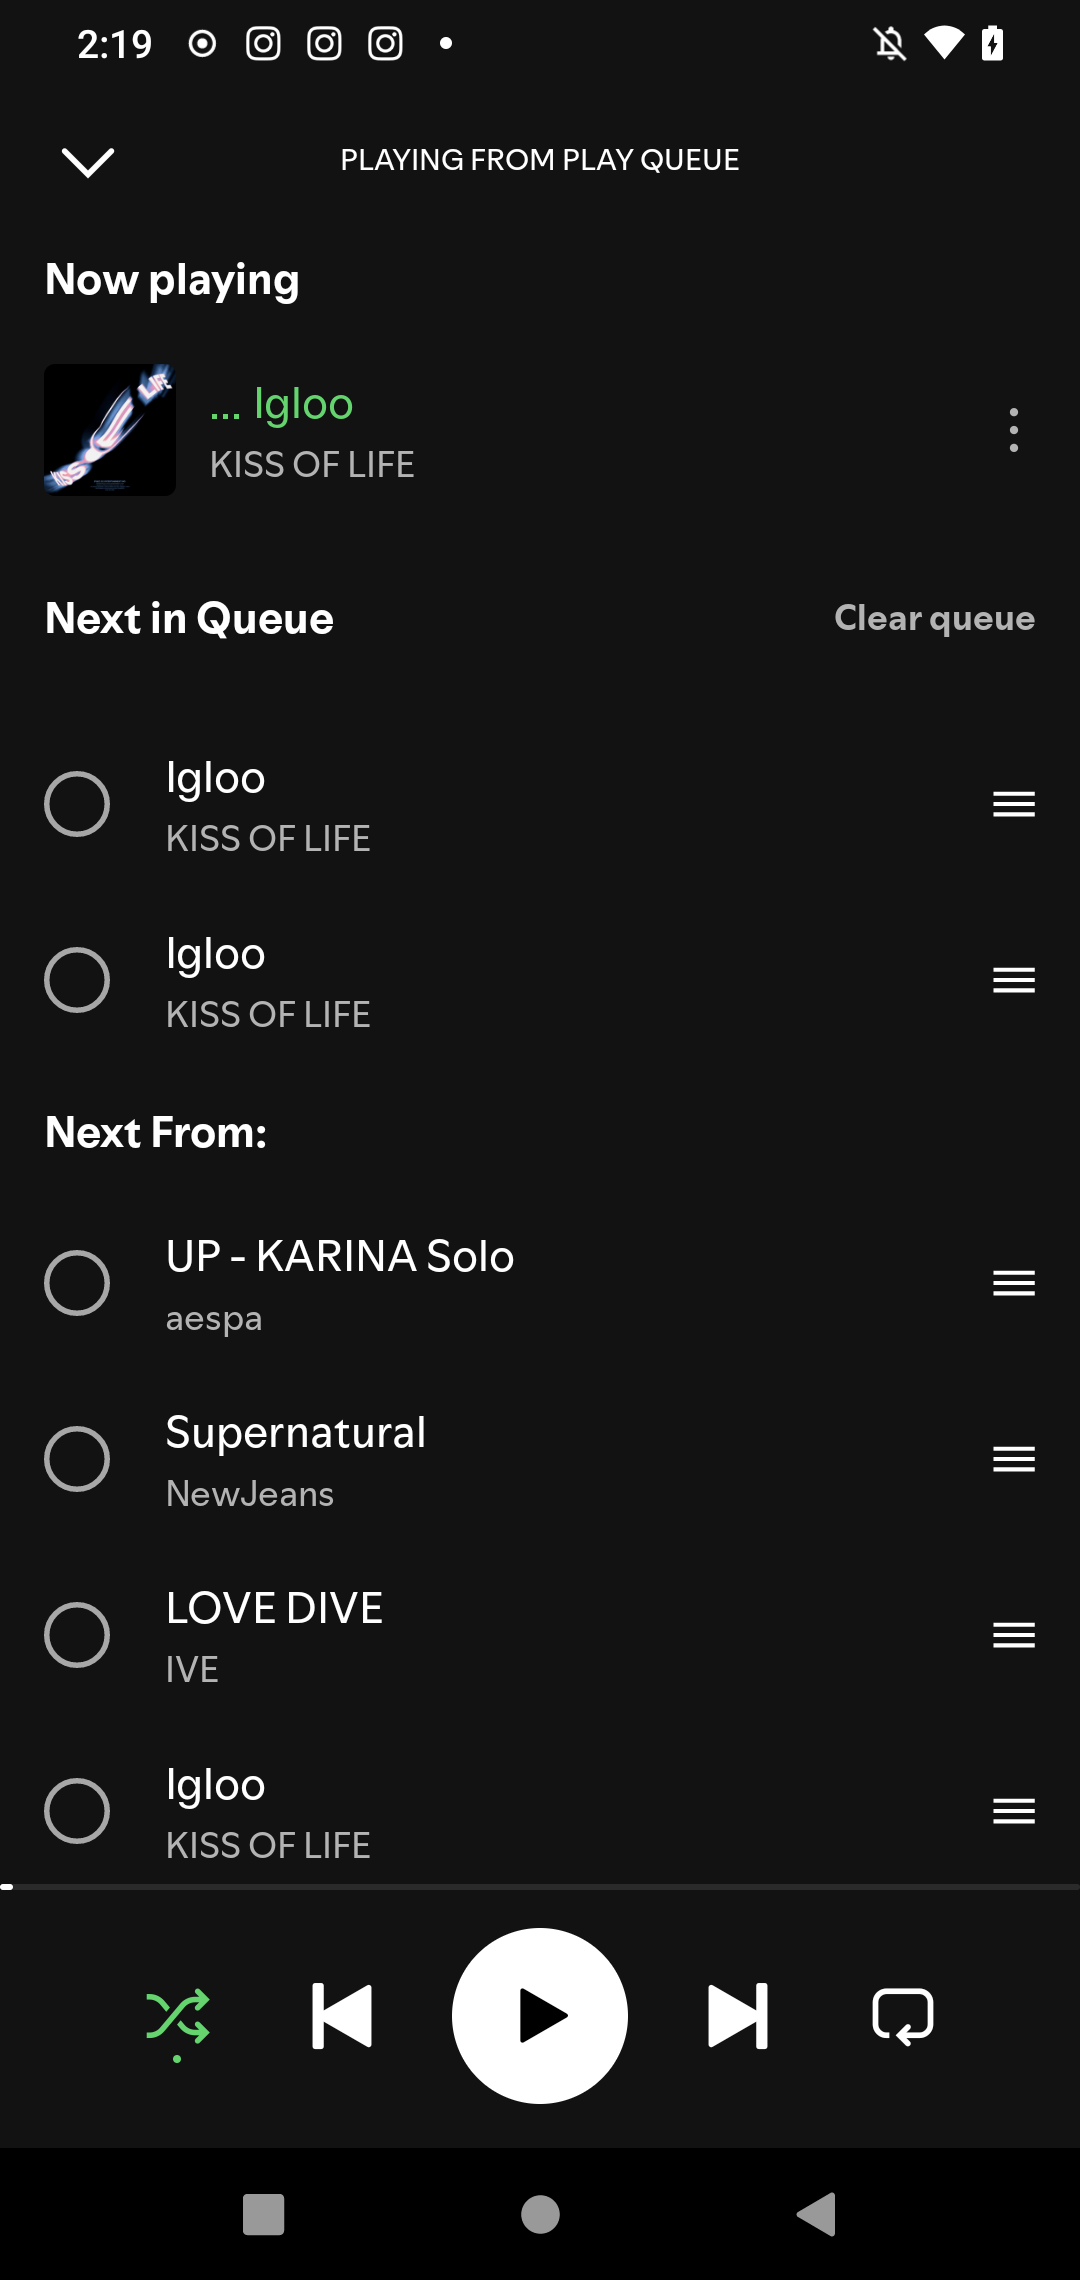 2:19
PLAYING FROM PLAY QUEUE
Now playing
LIFE
KISS
... Igloo
KISS OF LIFE
Next in Queue
Clear queue
Igloo
KISS OF LIFE
Igloo
KISS OF LIFE
Next From:
UP - KARINA Solo
aespa
Supernatural
NewJeans
LOVE DIVE
IVE
Igloo
KISS OF LIFE